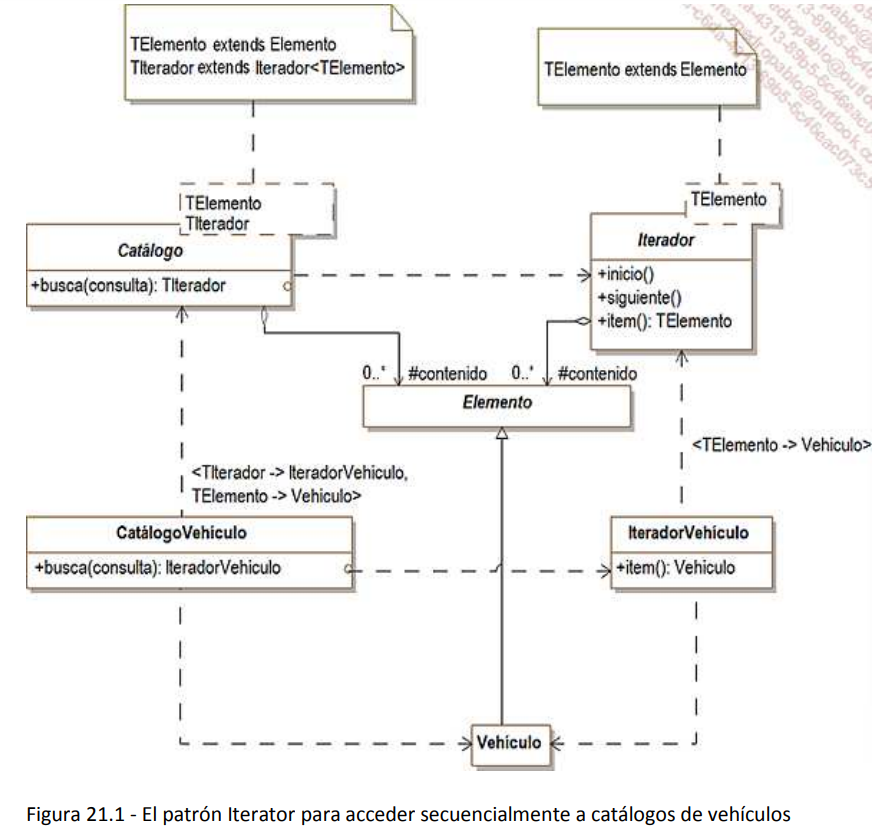 TElemento extends Elemento
TIterador extends Iterador<TElemento>
TElemento extends Elemento
TElemento
TIterador
Catálogo
+busca(consulta): TIterador
TElemento
Iterador
+inicio()
+siguiente()
+item(): TElemento
0..* #contenido
0..* #contenido
Elemento
<TIterador -> IteradorVehiculo,
TElemento -> Vehiculo>
<TElemento -> Vehiculo>
CatálogoVehículo
+busca(consulta): IteradorVehiculo
IteradorVehículo
+item(): Vehiculo
Vehículo
Figura 21.1 - El patrón Iterator para acceder secuencialmente a catálogos de vehículos